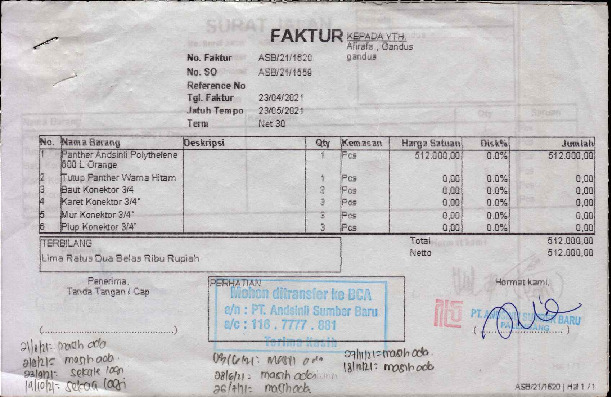 SURAT JALAN
FAKTUR
KEPADA YTH.
Afirafa , Gandus
gandus
No. Faktur ASB/21/1620
No. SO ASB/21/1559
Reference No
Tgl. Faktur 23/04/2021
Jatuh Tempo 23/05/2021
Term Net 30
No. Nama Barang Deskripsi Qty Kemasan Harga Satuan Disk% Jumlah
1 Panther Andsinli Polythelene 1 Pcs 512.000,00 0.0% 512.000,00
600 L Orange
2 Tutup Panther Warna Hitam 1 Pcs 0,00 0.0% 0,00
3 Baut Konektor 3/4 Pcs 0,00 0.0% 0,00
4 Karet Konektor 3/4" 3 Pcs 0,00 0.0% 0,00
5 Mur Konektor 3/4" Pcs 0,00 0.0% 0,00
6 Plup Konektor 3/4" 3 Pcs 0,00 0.0% 0,00
TERBILANG
Lima Ratus Dua Belas Ribu Rupiah
Total 512.000,00
Netto 512.000,00
Penerima,
Tanda Tangan / Cap
PERHATIAN
Mohon ditransfer ke BCA
a/n : PT. Andsinli Sumber Baru
a/c : 116 . 7777 . 881
Terima Kasih
Hormat kami,
PT. ANDSINLI SUMBER BARU
PALEMBANG
masih ada
masih ada
masih ada
masih ada
masih ada
masih ada
masih ada
ASB/21/1620 | Hal 1 / 1